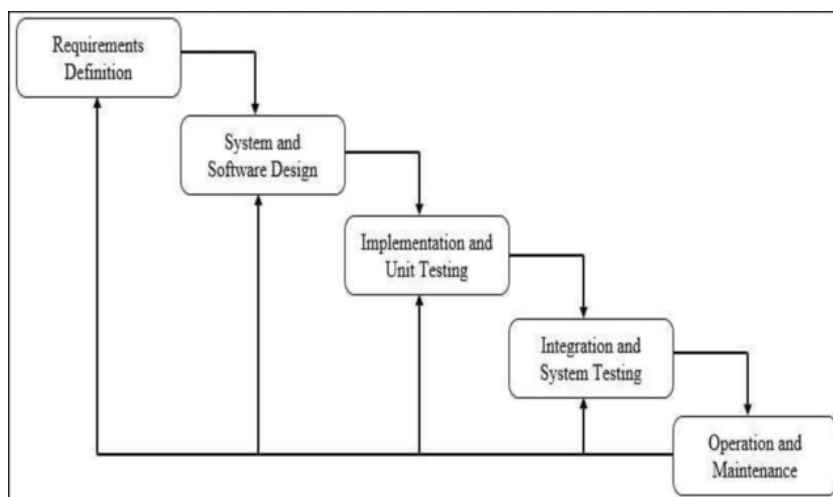 Requirements
Definition
System and
Software Design
Implementation and
Unit Testing
Integration and
System Testing
Operation and
Maintenance